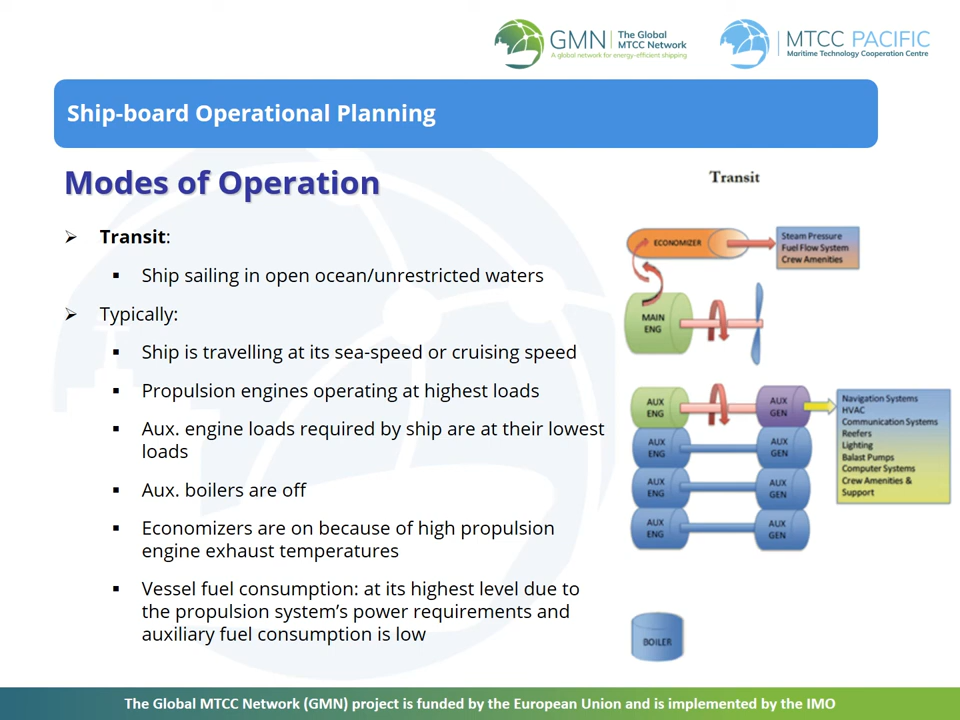 GMN
The Global
MTCC Network
A global network for energy-efficient shipping
MTCC PACIFIC
Maritime Technology Cooperation Centre
Ship-board Operational Planning
Modes of Operation
Transit:
Ship sailing in open ocean/unrestricted waters
Typically:
Ship is travelling at its sea-speed or cruising speed
Propulsion engines operating at highest loads
Aux. engine loads required by ship are at their lowest
loads
Aux. boilers are off
Economizers are on because of high propulsion
engine exhaust temperatures
Vessel fuel consumption: at its highest level due to
the propulsion system’s power requirements and
auxiliary fuel consumption is low
Transit
ECONOMIZER
Steam Pressure
Fuel Flow System
Crew Amenities
MAIN
ENG
AUX
ENG
AUX
GEN
Navigation Systems
HVAC
Communication Systems
Reefers
Lighting
Balast Pumps
Computer Systems
Crew Amenities &
Support
AUX
ENG
AUX
GEN
AUX
ENG
AUX
GEN
AUX
ENG
AUX
GEN
BOILER
The Global MTCC Network (GMN) project is funded by the European Union and is implemented by the IMO